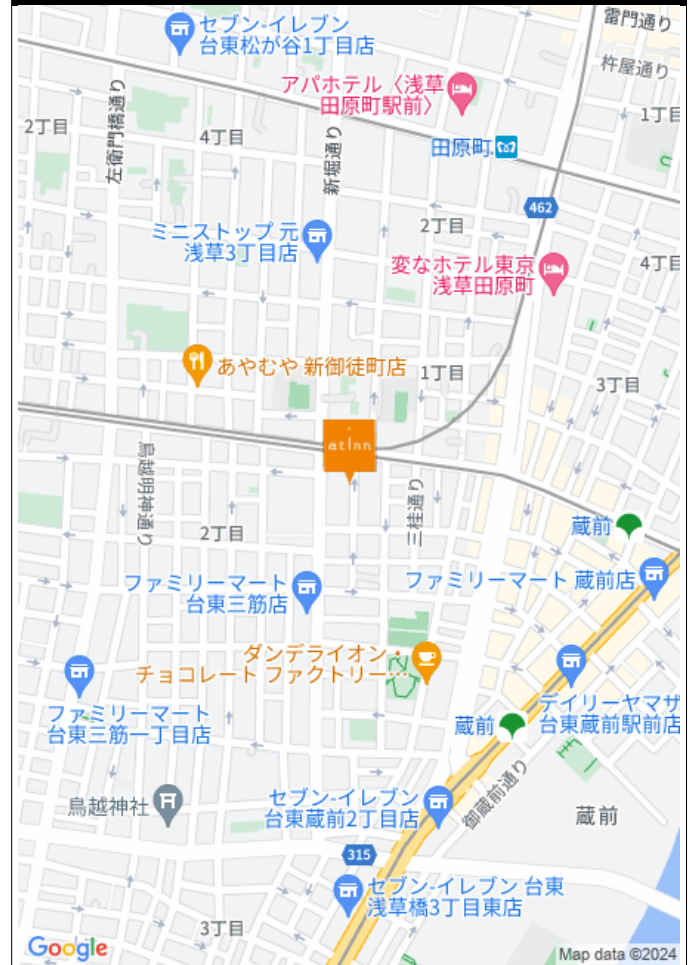 雷門通り
セブン-イレブン
台東松が谷1丁目店
杵屋通り
アパホテル〈浅草
田原町駅前〉
左衛門橋通り
1丁目
2丁目
4丁目
新堀通り
田原町
462
2丁目
ミニストップ 元
浅草3丁目店
変なホテル東京
浅草田原町
4丁目
あやむや 新御徒町店
1丁目
3丁目
at inn
鳥越明神通り
三桂通り
2丁目
蔵前
ファミリーマート
台東三筋店
ファミリーマート 蔵前店
ダンデライオン・
チョコレート ファクトリー…
ファミリーマート
台東三筋一丁目店
デイリーヤマザ
台東蔵前駅前店
蔵前
御蔵前通り
鳥越神社
セブン-イレブン
台東蔵前2丁目店
蔵前
315
セブン-イレブン 台東
浅草橋3丁目東店
3丁目
Google
Map data ©2024